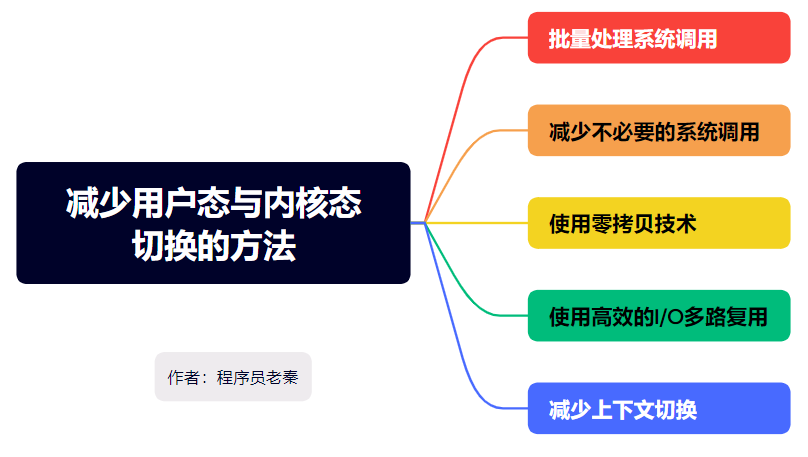 减少用户态与内核态
切换的方法
批量处理系统调用
减少不必要的系统调用
使用零拷贝技术
使用高效的I/O多路复用
减少上下文切换
作者：程序员老秦